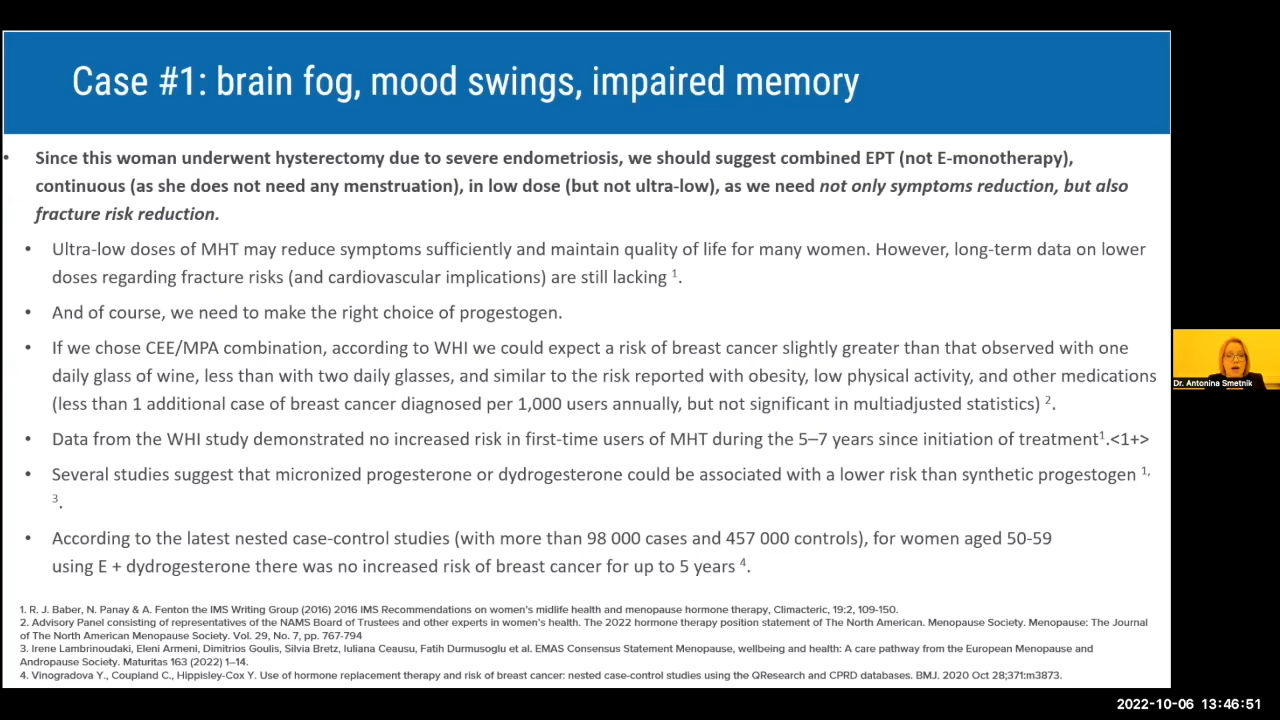 Case #1: brain fog, mood swings, impaired memory
• Since this woman underwent hysterectomy due to severe endometriosis, we should suggest combined EPT (not E-monotherapy),
continuous (as she does not need any menstruation), in low dose (but not ultra-low), as we need not only symptoms reduction, but also
fracture risk reduction.
• Ultra-low doses of MHT may reduce symptoms sufficiently and maintain quality of life for many women. However, long-term data on lower
doses regarding fracture risks (and cardiovascular implications) are still lacking 1.
• And of course, we need to make the right choice of progestogen.
• If we chose CEE/MPA combination, according to WHI we could expect a risk of breast cancer slightly greater than that observed with one
daily glass of wine, less than with two daily glasses, and similar to the risk reported with obesity, low physical activity, and other medications
(less than 1 additional case of breast cancer diagnosed per 1,000 users annually, but not significant in multiadjusted statistics) 2.
• Data from the WHI study demonstrated no increased risk in first-time users of MHT during the 5–7 years since initiation of treatment1.<1+>
• Several studies suggest that micronized progesterone or dydrogesterone could be associated with a lower risk than synthetic progestogen 1,
3.
• According to the latest nested case-control studies (with more than 98 000 cases and 457 000 controls), for women aged 50-59
using E + dydrogesterone there was no increased risk of breast cancer for up to 5 years 4.
1. R. J. Baber, N. Panay & A. Fenton the IMS Writing Group (2016) 2016 IMS Recommendations on women's midlife health and menopause hormone therapy, Climacteric, 19:2, 109-150.
2. Advisory Panel consisting of representatives of the NAMS Board of Trustees and other experts in women's health. The 2022 hormone therapy position statement of The North American. Menopause Society. Menopause: The Journal
of The North American Menopause Society. Vol. 29, No. 7, pp. 767-794
3. Irene Lambrinoudaki, Eleni Armeni, Dimitrios Goulis, Silvia Bretz, Iuliana Ceausu, Fatih Durmusoglu et al. EMAS Consensus Statement Menopause, wellbeing and health: A care pathway from the European Menopause and
Andropause Society. Maturitas 163 (2022) 1–14.
4. Vinogradova Y., Coupland C., Hippisley-Cox Y. Use of hormone replacement therapy and risk of breast cancer: nested case-control studies using the QResearch and CPRD databases. BMJ. 2020 Oct 28;371:m3873.
Dr. Antonina Smetnik
2022-10-06 13:46:51